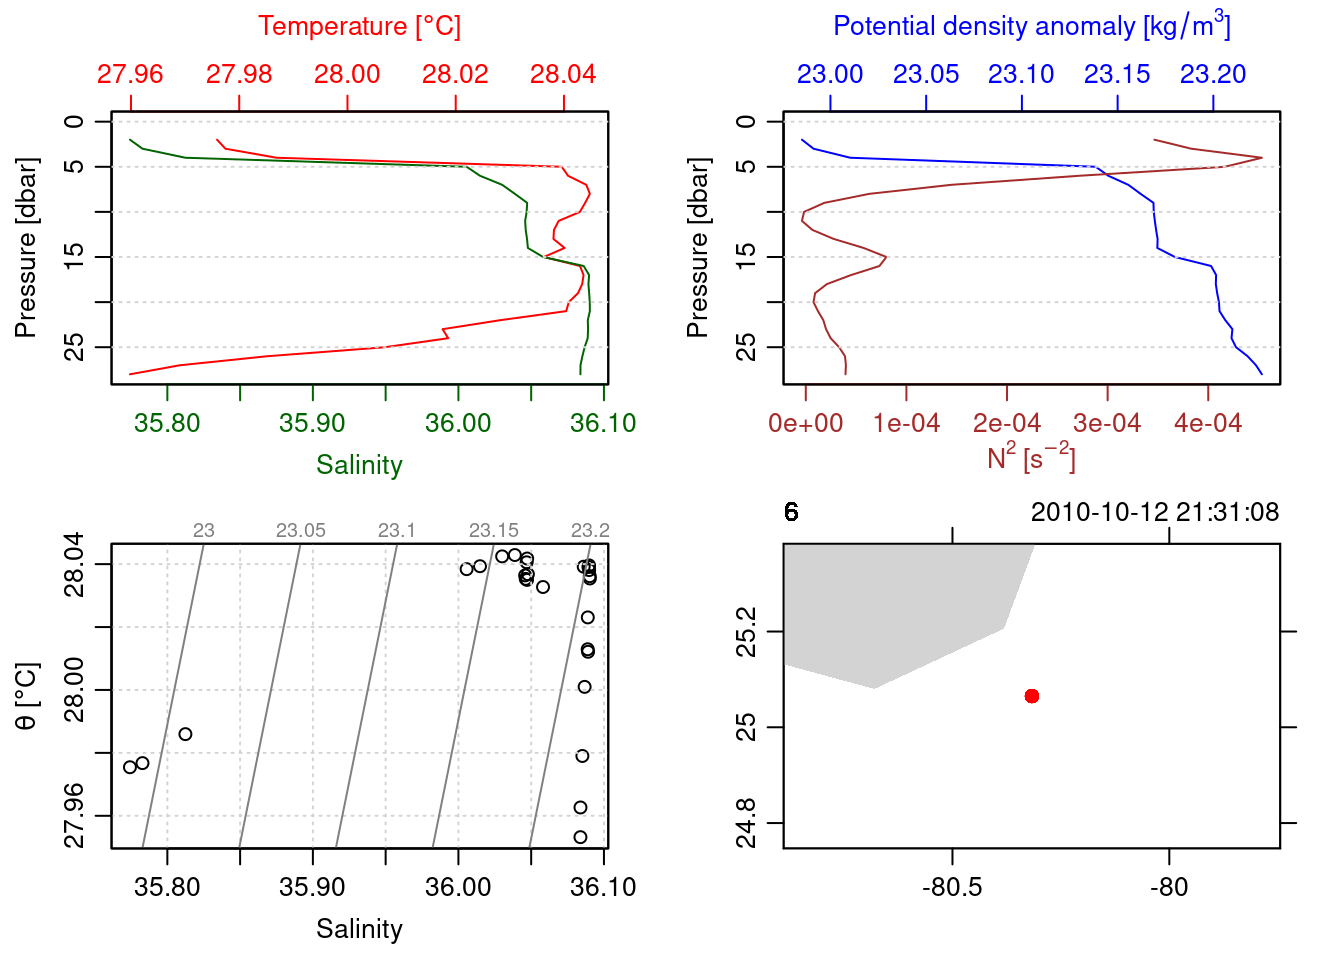 Temperature [°C]
27.96 27.98 28.00 28.02 28.04
Pressure [dbar]
0
5
15
25
35.80 35.90 36.00 36.10
Salinity
Potential density anomaly [kg/m³]
23.00 23.05 23.10 23.15 23.20
Pressure [dbar]
0
5
15
25
0e+00 1e-04 2e-04 3e-04 4e-04
N² [s⁻²]
23 23.05 23.1 23.15 23.2
θ [°C]
28.04
28.00
27.96
35.80 35.90 36.00 36.10
Salinity
6 2010-10-12 21:31:08
25.2
25
24.8
-80.5 -80